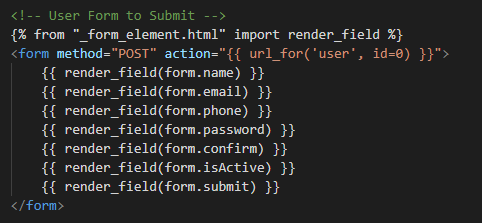 <!-- User Form to Submit -->
{% from "_form_element.html" import render_field %}
<form method="POST" action="{{ url_for('user', id=0) }}">
    {{ render_field(form.name) }}
    {{ render_field(form.email) }}
    {{ render_field(form.phone) }}
    {{ render_field(form.password) }}
    {{ render_field(form.confirm) }}
    {{ render_field(form.isActive) }}
    {{ render_field(form.submit) }}
</form>